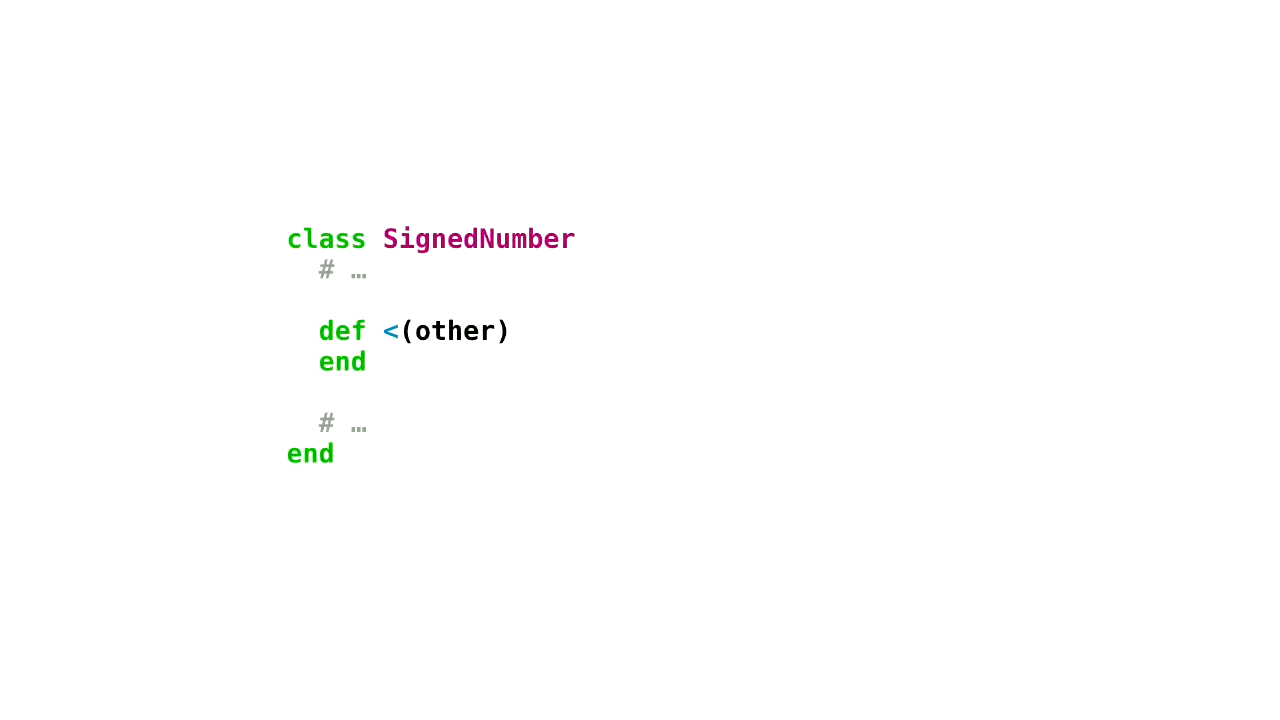 class SignedNumber
  # …
  def <(other)
  end
  # …
end